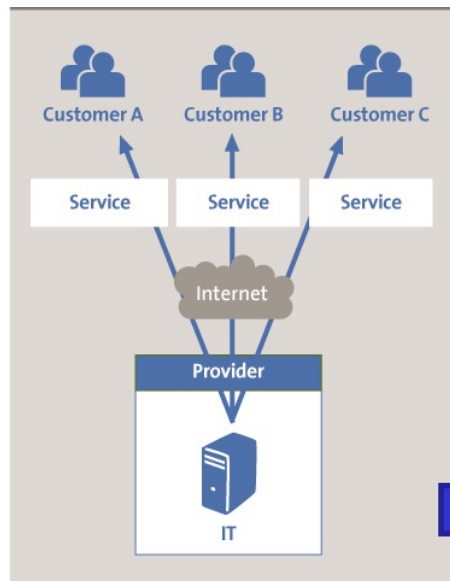 Customer A Customer B Customer C
Service Service Service
Internet
Provider
IT